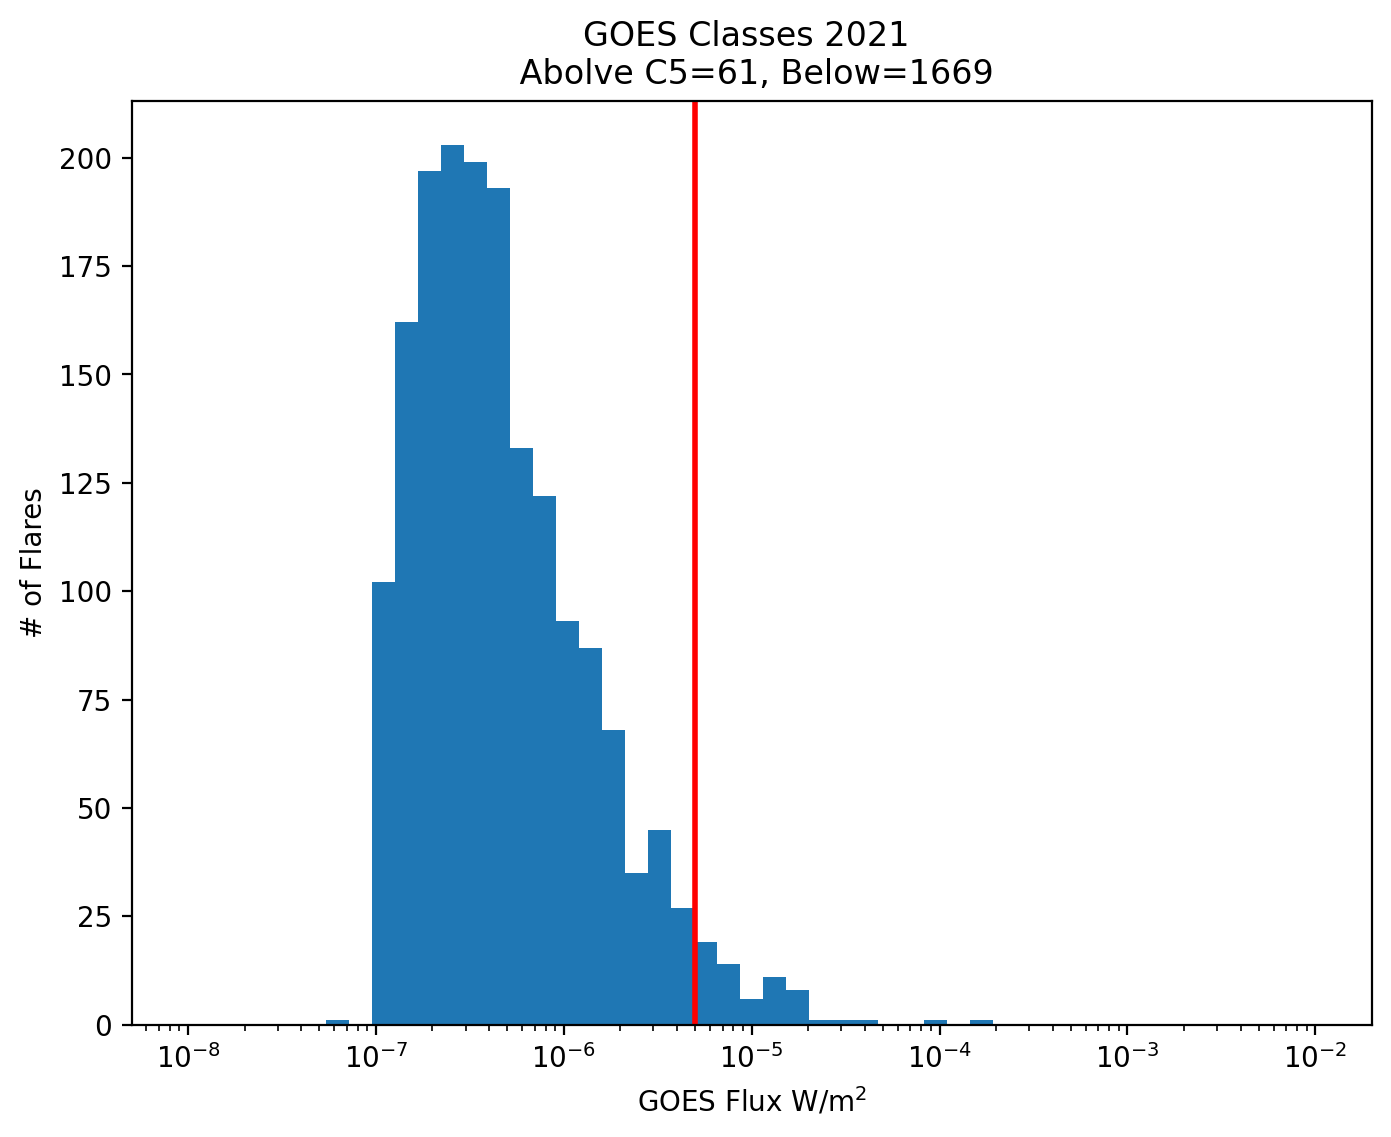 GOES Classes 2021
Abolve C5=61, Below=1669
# of Flares
200
175
150
125
100
75
50
25
0
10⁻⁸ 10⁻⁷ 10⁻⁶ 10⁻⁵ 10⁻⁴ 10⁻³ 10⁻²
GOES Flux W/m²